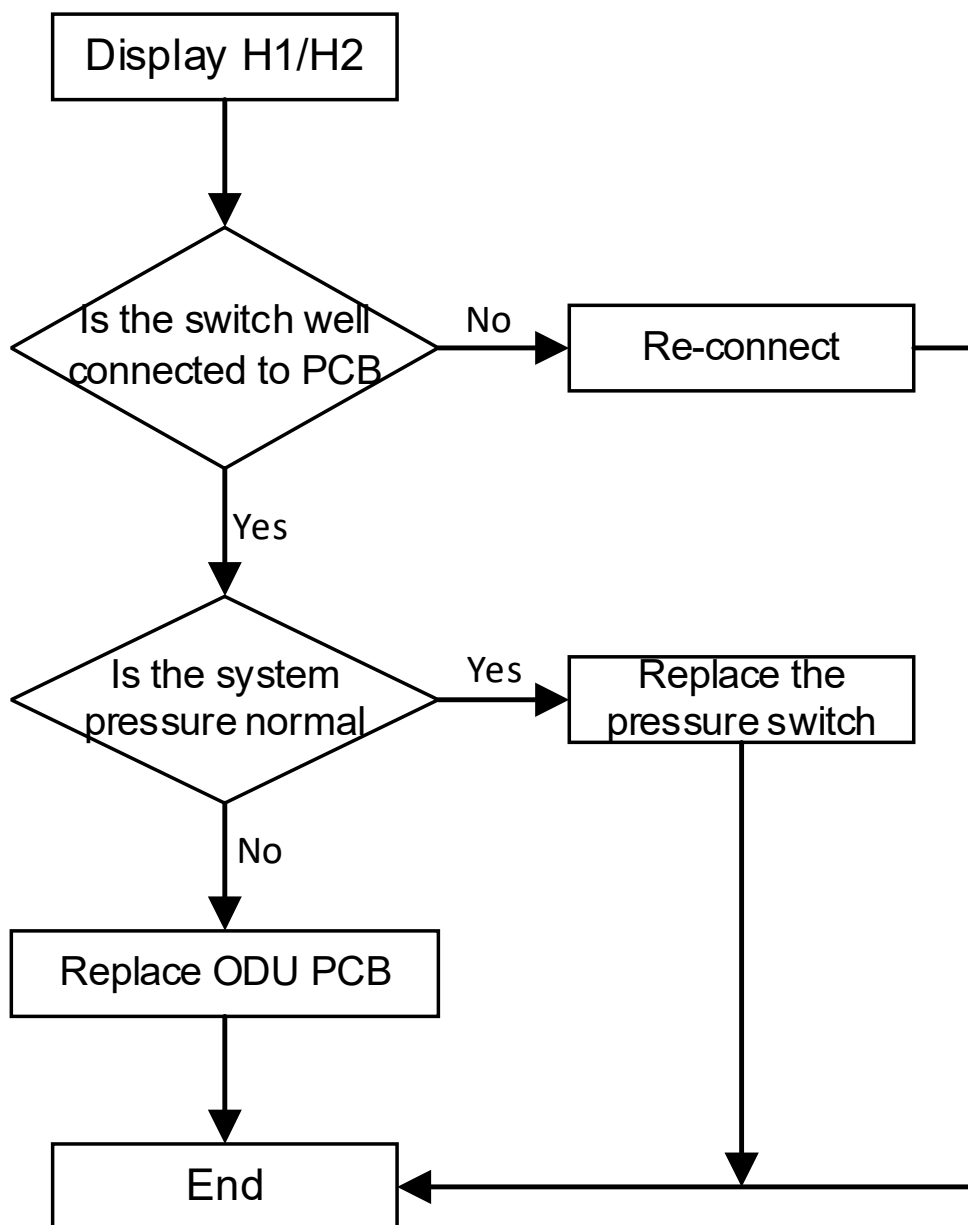 Display H1/H2
Is the switch well
connected to PCB
No
Re-connect
Yes
Is the system
pressure normal
Yes
Replace the
pressure switch
No
Replace ODU PCB
End